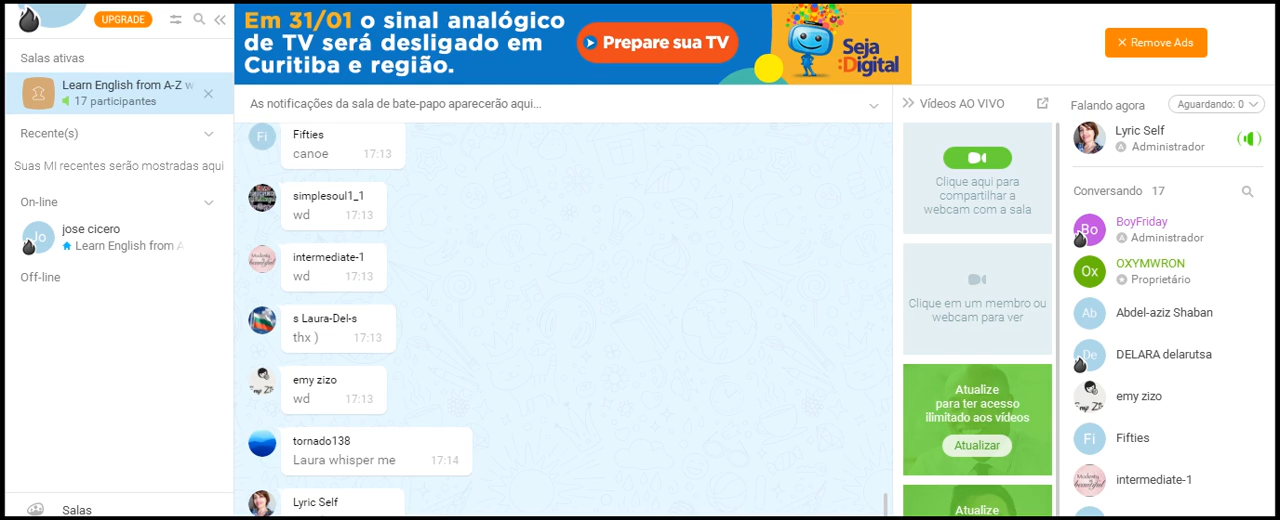 UPGRADE
Salas ativas
Learn English from A-Z w
17 participantes
Recente(s)
Suas MI recentes serão mostradas aqui
On-line
Jo
jose cicero
Learn English from A
Off-line
Salas
Em 31/01 o sinal analógico
de TV será desligado em
Curitiba e região.
Prepare sua TV
Seja
:Digital
Remove Ads
As notificações da sala de bate-papo aparecerão aqui...
Fi
Fifties
canoe 17:13
simplesoul1_1
wd 17:13
intermediate-1
wd 17:13
s Laura-Del-s
thx ) 17:13
emy zizo
wd 17:13
tornado138
Laura whisper me 17:14
Lyric Self
Vídeos AO VIVO
Clique aqui para
compartilhar a
webcam com a sala
Clique em um membro ou
webcam para ver
Atualize
para ter acesso
ilimitado aos vídeos
Atualizar
Atualize
Falando agora
Aguardando: 0
Lyric Self
Administrador
Conversando 17
Bo
BoyFriday
Administrador
Ox
OXYMWRON
Proprietário
Ab
Abdel-aziz Shaban
De
DELARA delarutsa
emy zizo
Fi
Fifties
intermediate-1